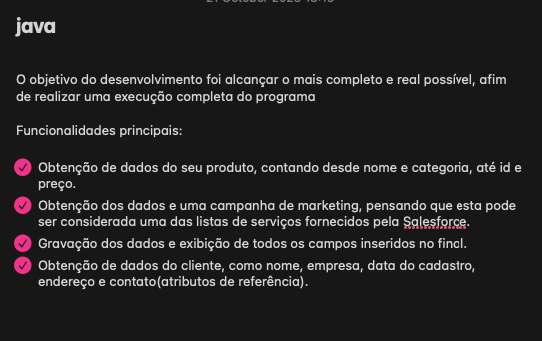 java
O objetivo do desenvolvimento foi alcançar o mais completo e real possível, afim
de realizar uma execução completa do programa
Funcionalidades principais:
Obtenção de dados do seu produto, contando desde nome e categoria, até id e
preço.
Obtenção dos dados e uma campanha de marketing, pensando que esta pode
ser considerada uma das listas de serviços fornecidos pela Salesforce.
Gravação dos dados e exibição de todos os campos inseridos no final.
Obtenção de dados do cliente, como nome, empresa, data do cadastro,
endereço e contato(atributos de referência).